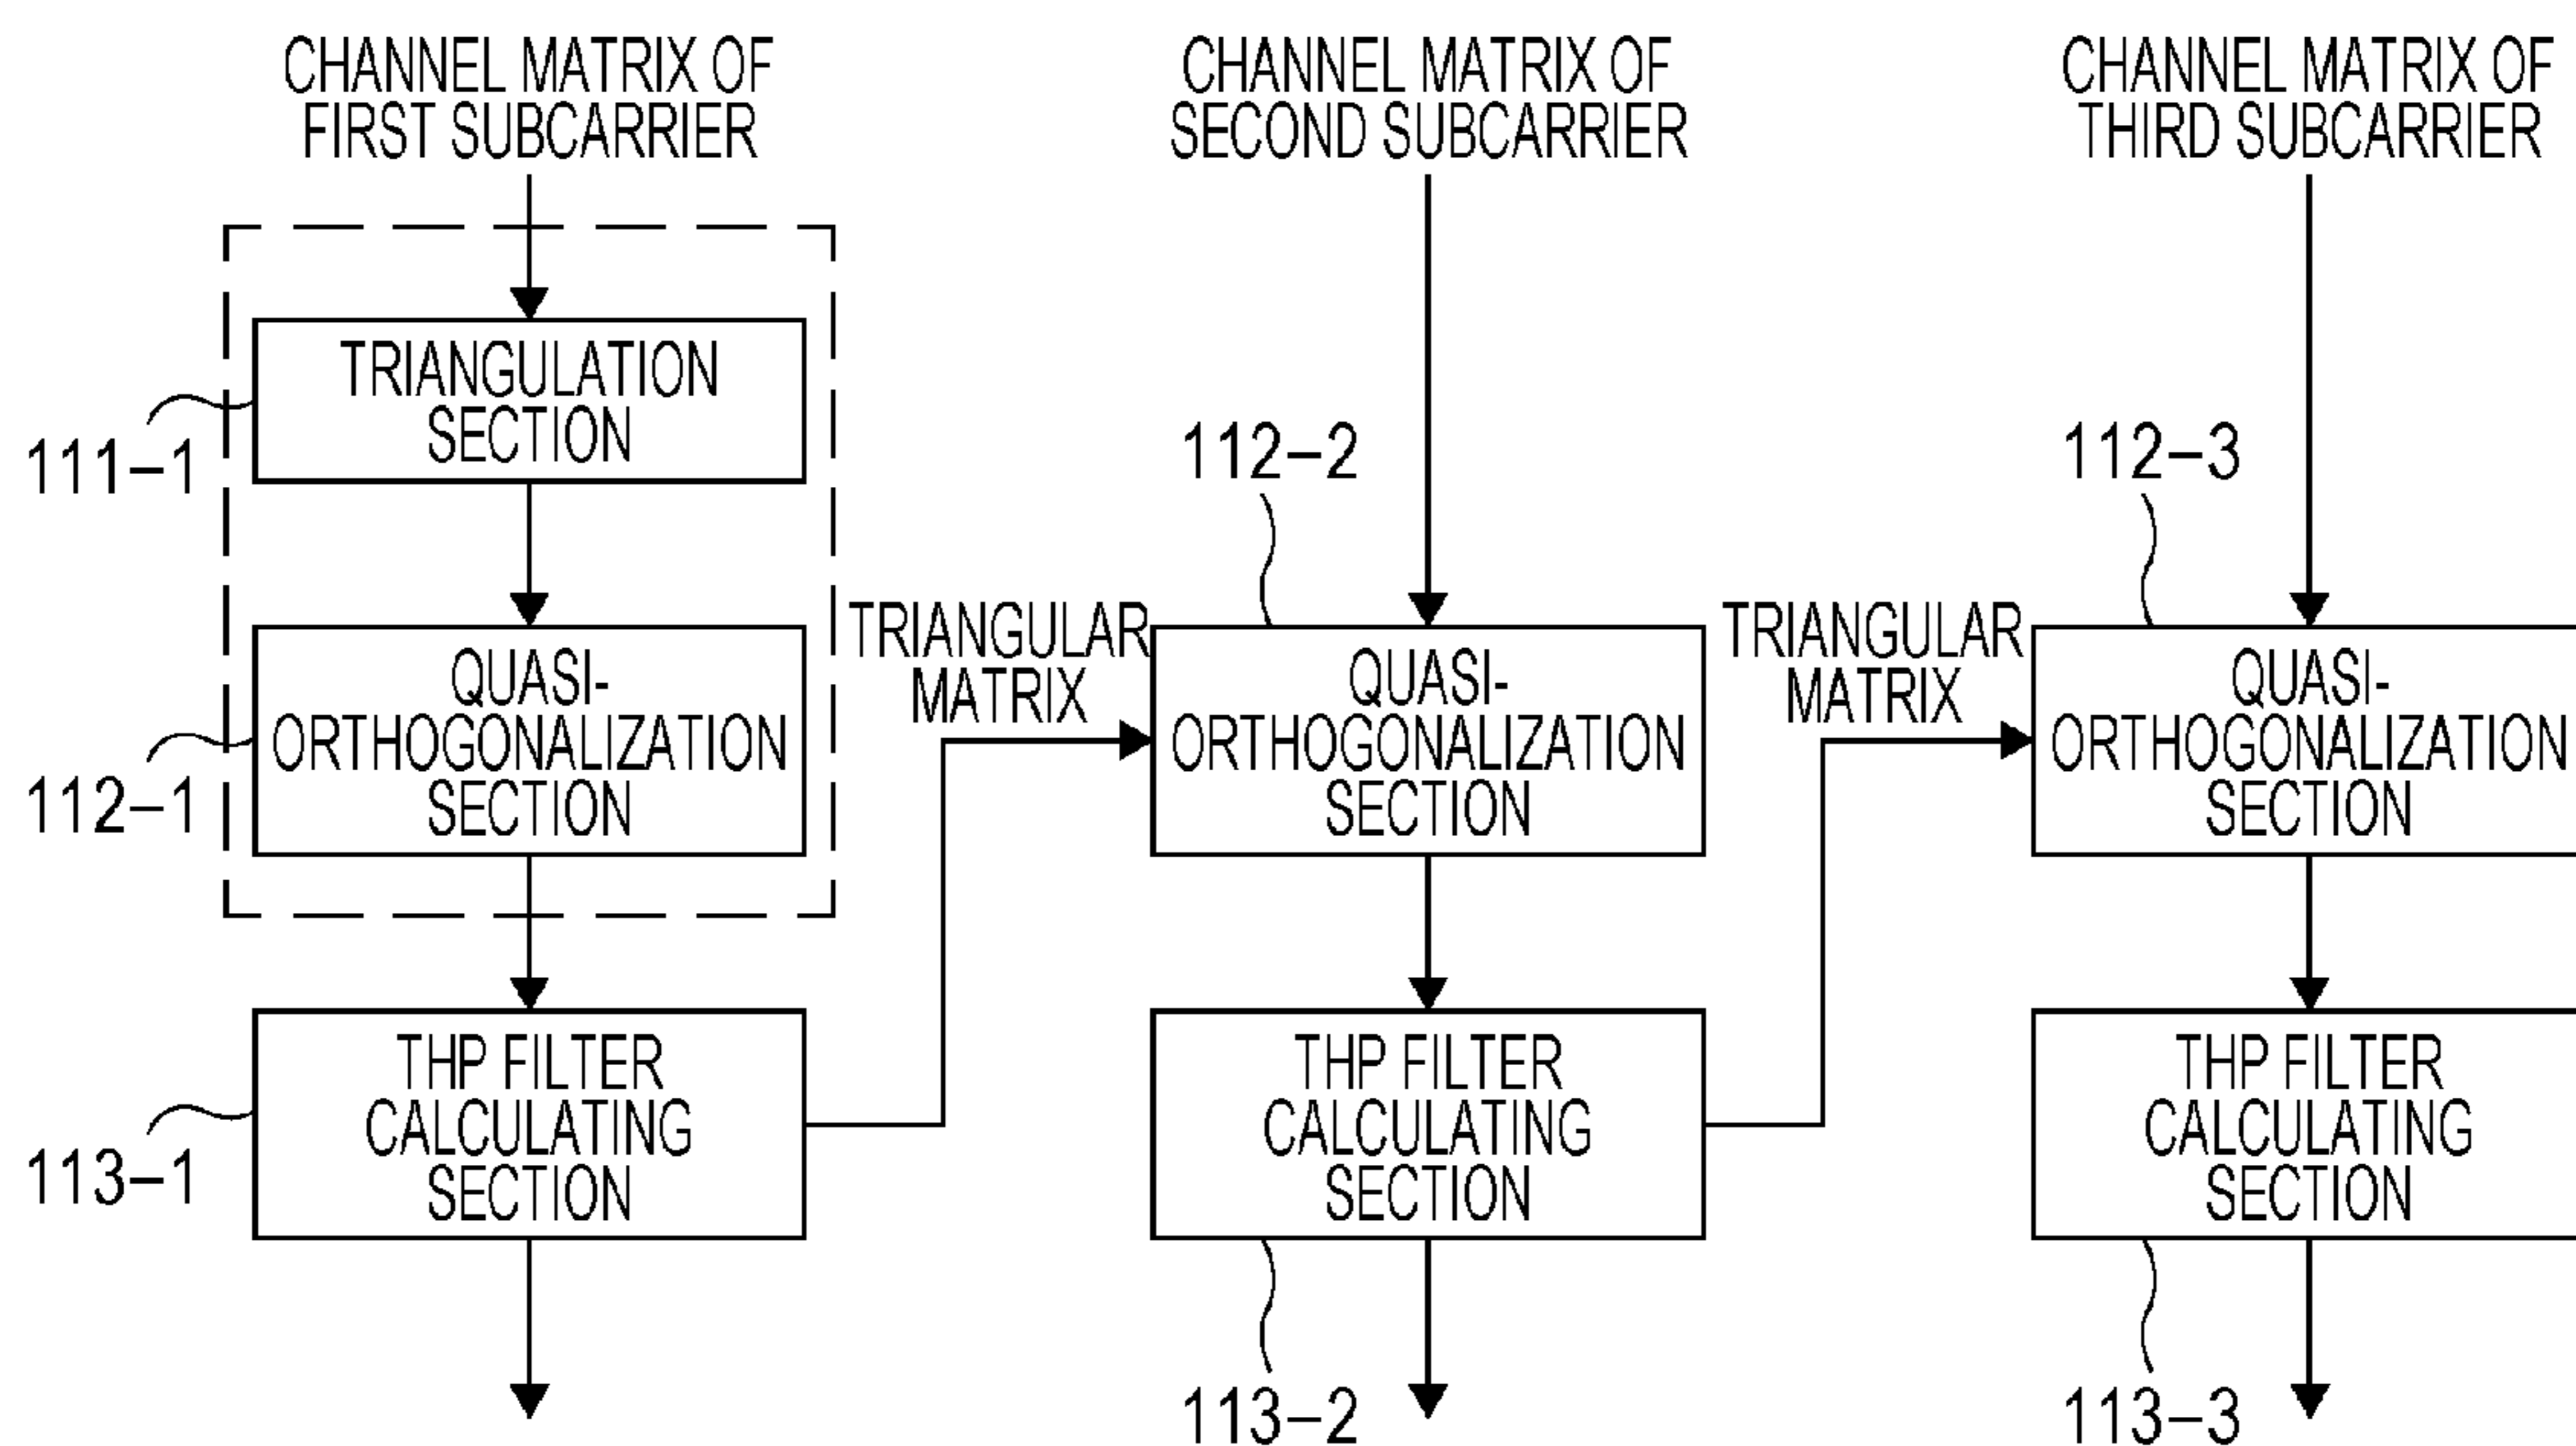 CHANNEL MATRIX OF
FIRST SUBCARRIER
CHANNEL MATRIX OF
SECOND SUBCARRIER
CHANNEL MATRIX OF
THIRD SUBCARRIER
TRIANGULATION
SECTION
111-1
112-2
112-3
QUASI-
ORTHOGONALIZATION
SECTION
112-1
TRIANGULAR
MATRIX
QUASI-
ORTHOGONALIZATION
SECTION
TRIANGULAR
MATRIX
QUASI-
ORTHOGONALIZATION
SECTION
THP FILTER
CALCULATING
SECTION
113-1
THP FILTER
CALCULATING
SECTION
113-2
THP FILTER
CALCULATING
SECTION
113-3